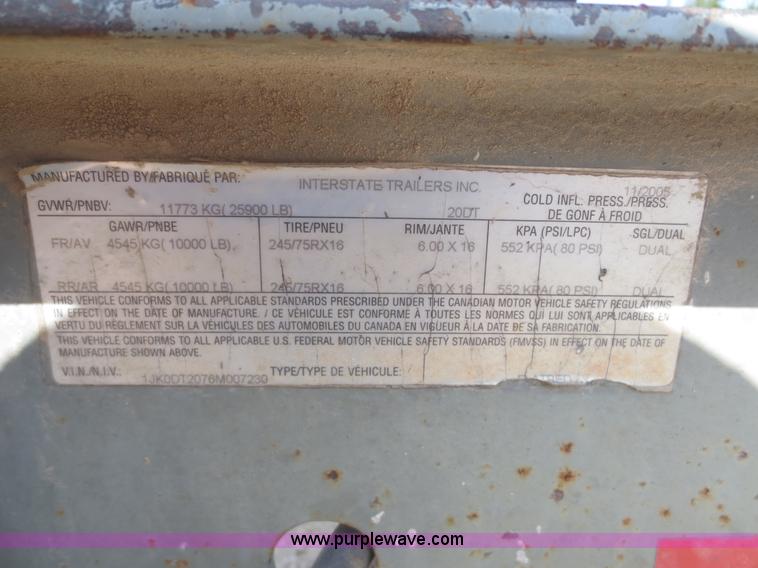 MANUFACTURED BY/FABRIQUÉ PAR: INTERSTATE TRAILERS INC. 11/2005
GVWR/PNBV: 11773 KG( 25900 LB) 20DT COLD INFL. PRESS./PRESS. DE GONF À FROID
GAWR/PNBE TIRE/PNEU RIM/JANTE KPA (PSI/LPC) SGL/DUAL
FR/AV 4545 KG( 10000 LB), 245/75RX16 6.00 X 16 552 KPA( 80 PSI) DUAL
RR/AR 4545 KG( 10000 LB) 245/75RX16 6.00 X 16 552 KPA( 80 PSI) DUAL
THIS VEHICLE CONFORMS TO ALL APPLICABLE STANDARDS PRESCRIBED UNDER THE CANADIAN MOTOR VEHICLE SAFETY REGULATIONS
IN EFFECT ON THE DATE OF MANUFACTURE. / CE VÉHICULE EST CONFORME À TOUTES LES NORMES QUI LUI SONT APPLICABLES EN
VERTU DU RÈGLEMENT SUR LA VÉHICULES DES AUTOMOBILES DU CANADA EN VIGUEUR À LA DATE DE SA FABRICATION.
THIS VEHICLE CONFORMS TO ALL APPLICABLE U.S. FEDERAL MOTOR VEHICLE SAFETY STANDARDS (FMVSS) IN EFFECT ON THE DATE OF
MANUFACTURE SHOWN ABOVE.
V.I.N./N.I.V.: 1JK0DT2076M007230 TYPE/TYPE DE VÉHICULE:
www.purplewave.com